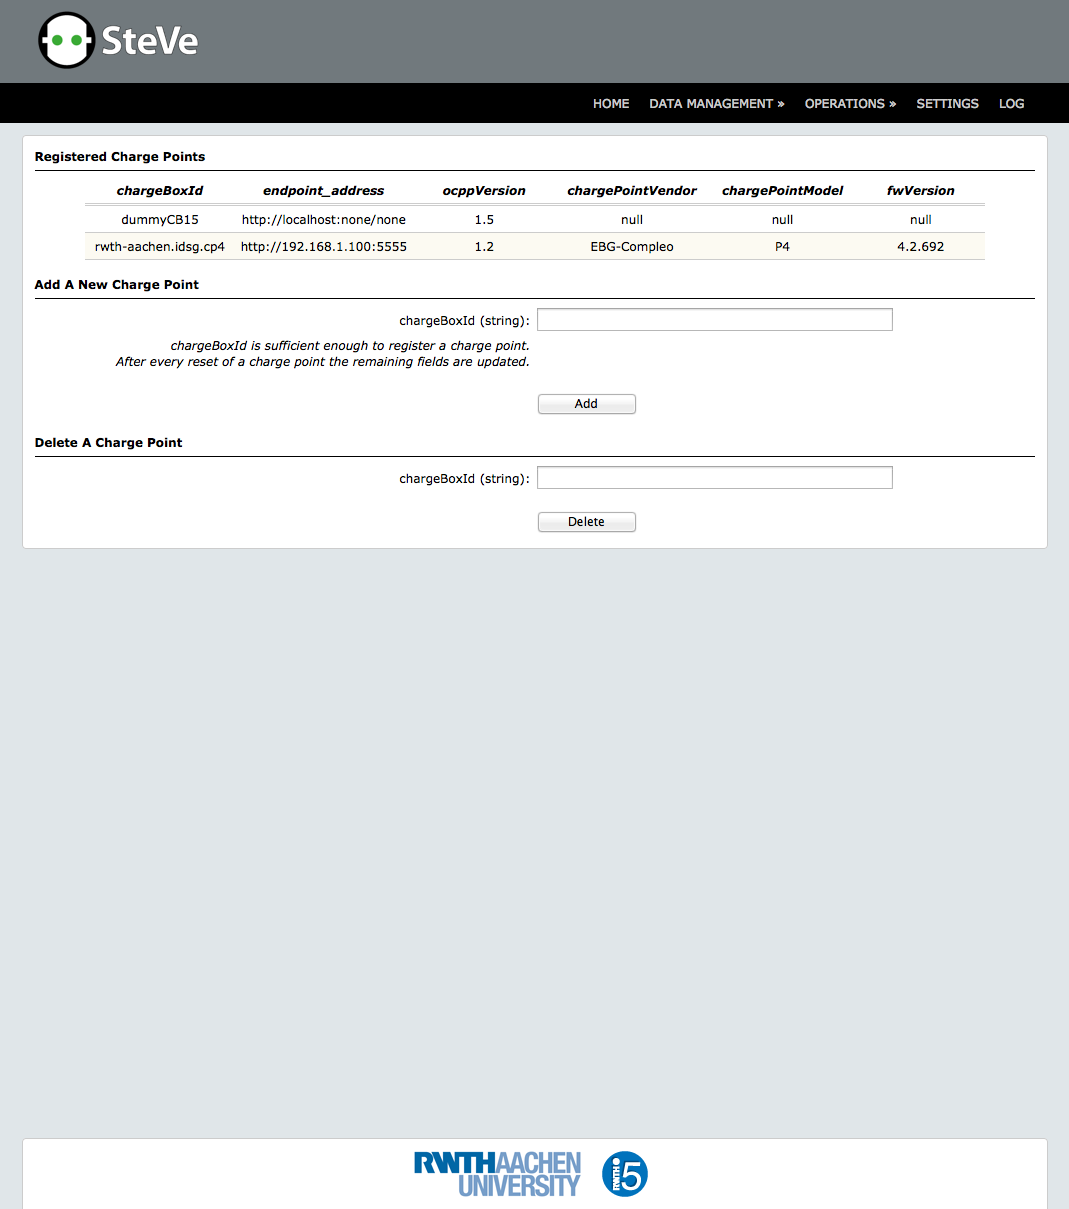 SteVe
HOME DATA MANAGEMENT » OPERATIONS » SETTINGS LOG
Registered Charge Points
chargeBoxId endpoint_address ocppVersion chargePointVendor chargePointModel fwVersion
dummyCB15 http://localhost:none/none 1.5 null null null
rwth-aachen.idsg.cp4 http://192.168.1.100:5555 1.2 EBG-Compleo P4 4.2.692
Add A New Charge Point
chargeBoxId (string):
chargeBoxId is sufficient enough to register a charge point.
After every reset of a charge point the remaining fields are updated.
Add
Delete A Charge Point
chargeBoxId (string):
Delete
RWTH AACHEN
UNIVERSITY
RWTH i5